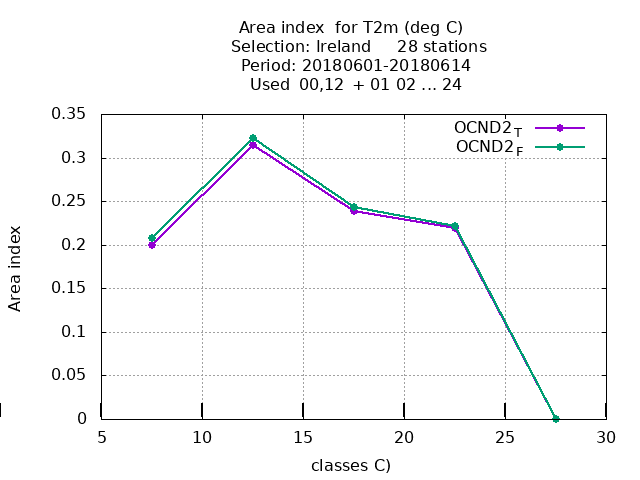 Area index  for T2m (deg C)
Selection: Ireland     28 stations
Period: 20180601-20180614
Used  00,12  + 01 02 ... 24
OCND2T
OCND2F
0.35
0.3
0.25
0.2
0.15
0.1
0.05
0
Area index
5 10 15 20 25 30
classes C)